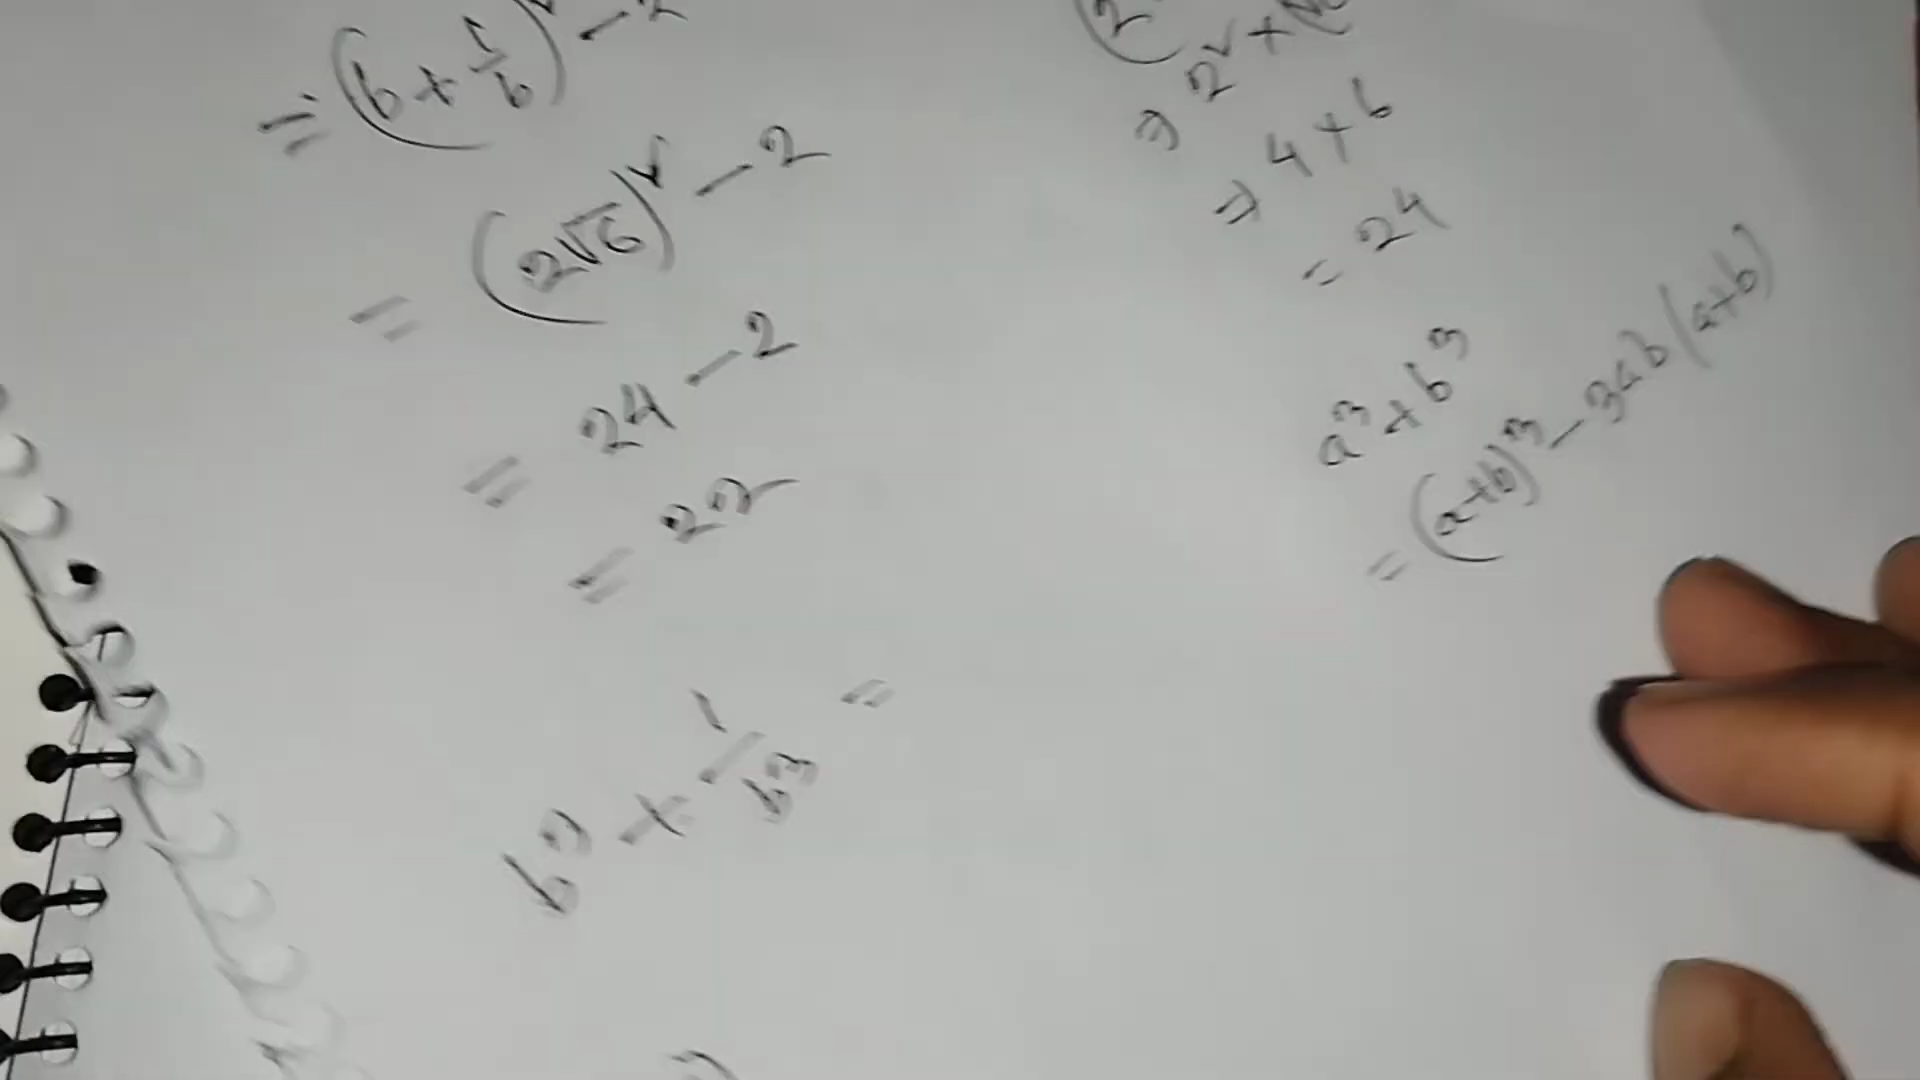 = (b + 1/b)² - 2
= (2√6)² - 2
= 24 - 2
= 22
b³ + 1/b³ =
⇒ 2² × (√6
⇒ 4 + 6
= 24
a³ + b³
= (a+b)³ - 3ab(a+b)